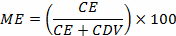 ME = (CE / (CE + CDV)) × 100